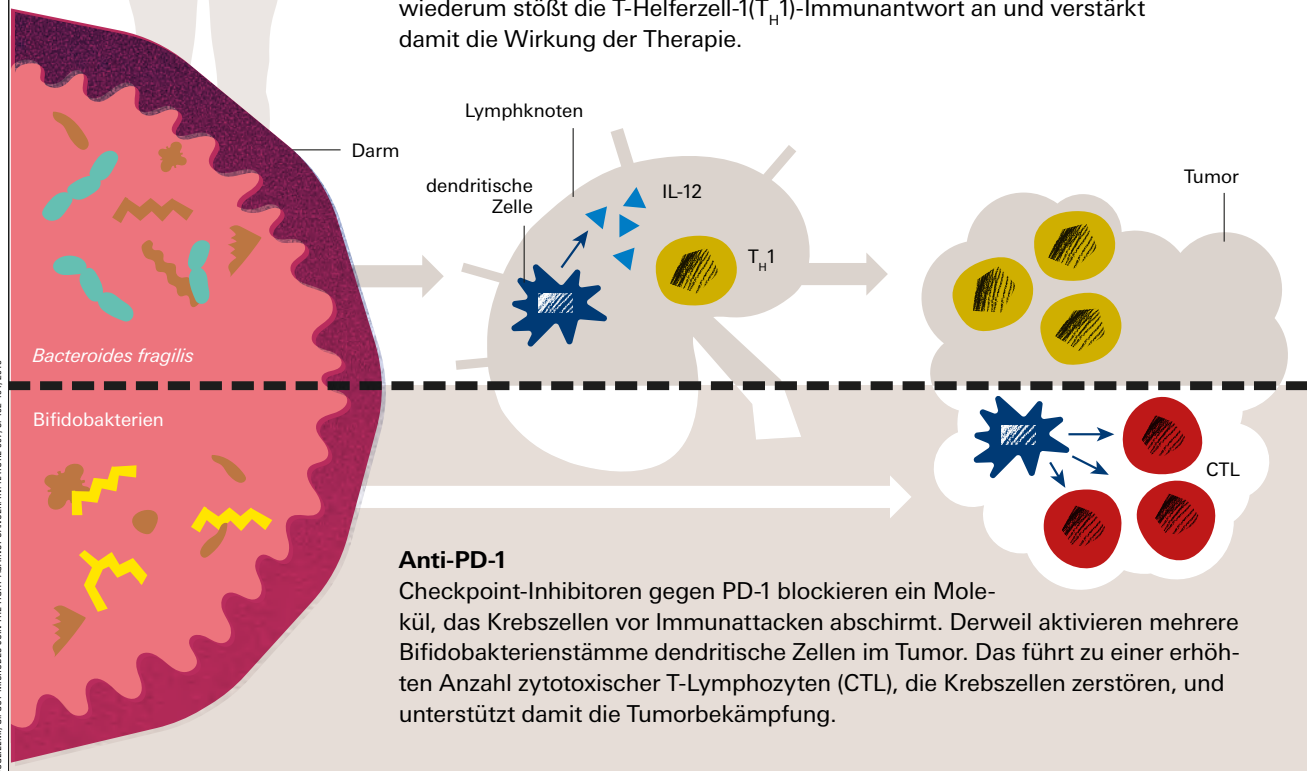 wiederum stößt die T-Helferzell-1(T_H1)-Immunantwort an und verstärkt
damit die Wirkung der Therapie.
Lymphknoten
Darm
dendritische
Zelle
IL-12
T_H1
Tumor
Bacteroides fragilis
Bifidobakterien
CTL
Anti-PD-1
Checkpoint-Inhibitoren gegen PD-1 blockieren ein Mole-
kül, das Krebszellen vor Immunattacken abschirmt. Derweil aktivieren mehrere
Bifidobakterienstämme dendritische Zellen im Tumor. Das führt zu einer erhöh-
ten Anzahl zytotoxischer T-Lymphozyten (CTL), die Krebszellen zerstören, und
unterstützt damit die Tumorbekämpfung.